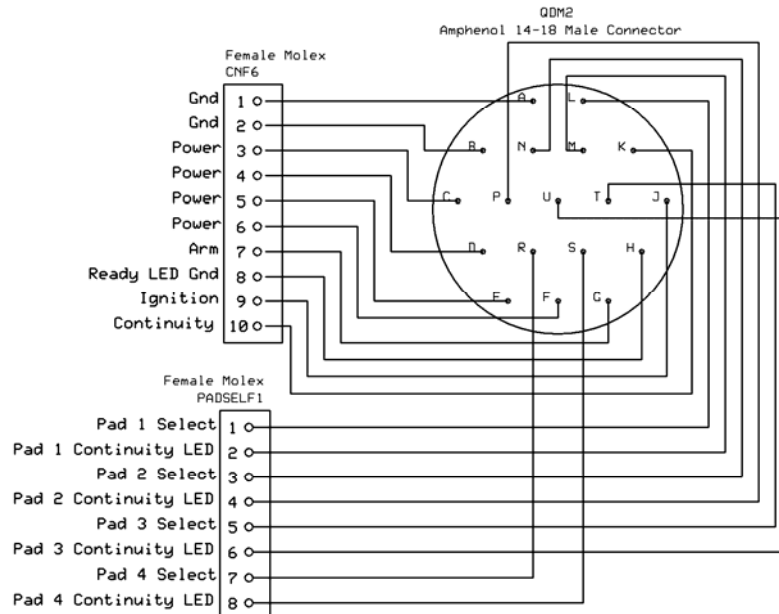 QDM2
Amphenol 14-18 Male Connector
Female Molex
CNF6
Gnd 1
Gnd 2
Power 3
Power 4
Power 5
Power 6
Arm 7
Ready LED Gnd 8
Ignition 9
Continuity 10
A L
B N M K
C P U T J
D R S H
E F G
Female Molex
PADSELF1
Pad 1 Select 1
Pad 1 Continuity LED 2
Pad 2 Select 3
Pad 2 Continuity LED 4
Pad 3 Select 5
Pad 3 Continuity LED 6
Pad 4 Select 7
Pad 4 Continuity LED 8